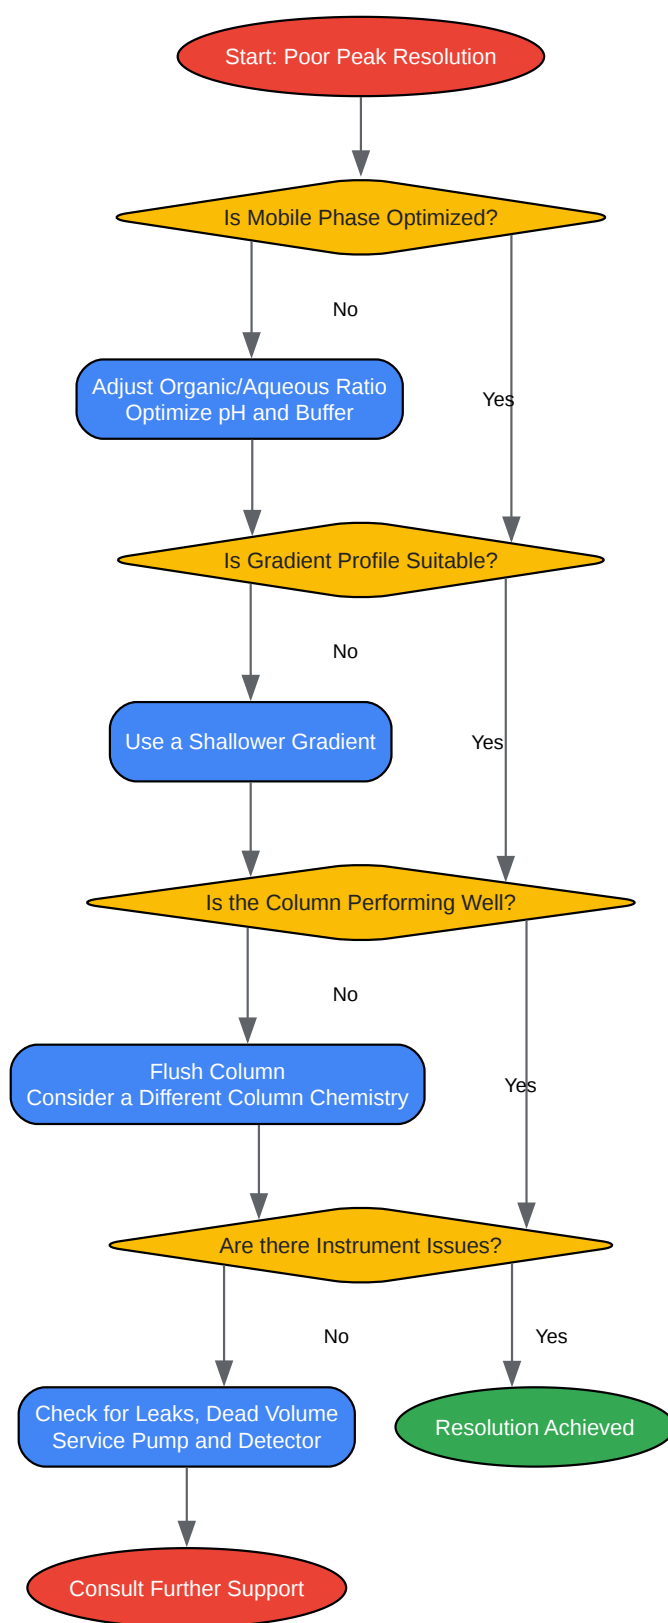 Start: Poor Peak Resolution
Is Mobile Phase Optimized?
No
Adjust Organic/Aqueous Ratio
Optimize pH and Buffer
Yes
Is Gradient Profile Suitable?
No
Use a Shallower Gradient
Yes
Is the Column Performing Well?
No
Flush Column
Consider a Different Column Chemistry
Yes
Are there Instrument Issues?
No
Yes
Check for Leaks, Dead Volume
Service Pump and Detector
Resolution Achieved
Consult Further Support